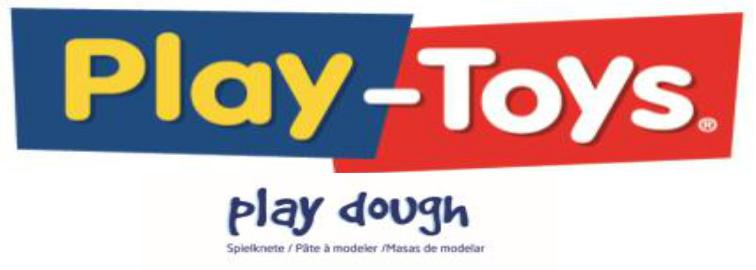 Play-Toys®
play dough
Spielknete / Pâte à modeler /Masas de modelar